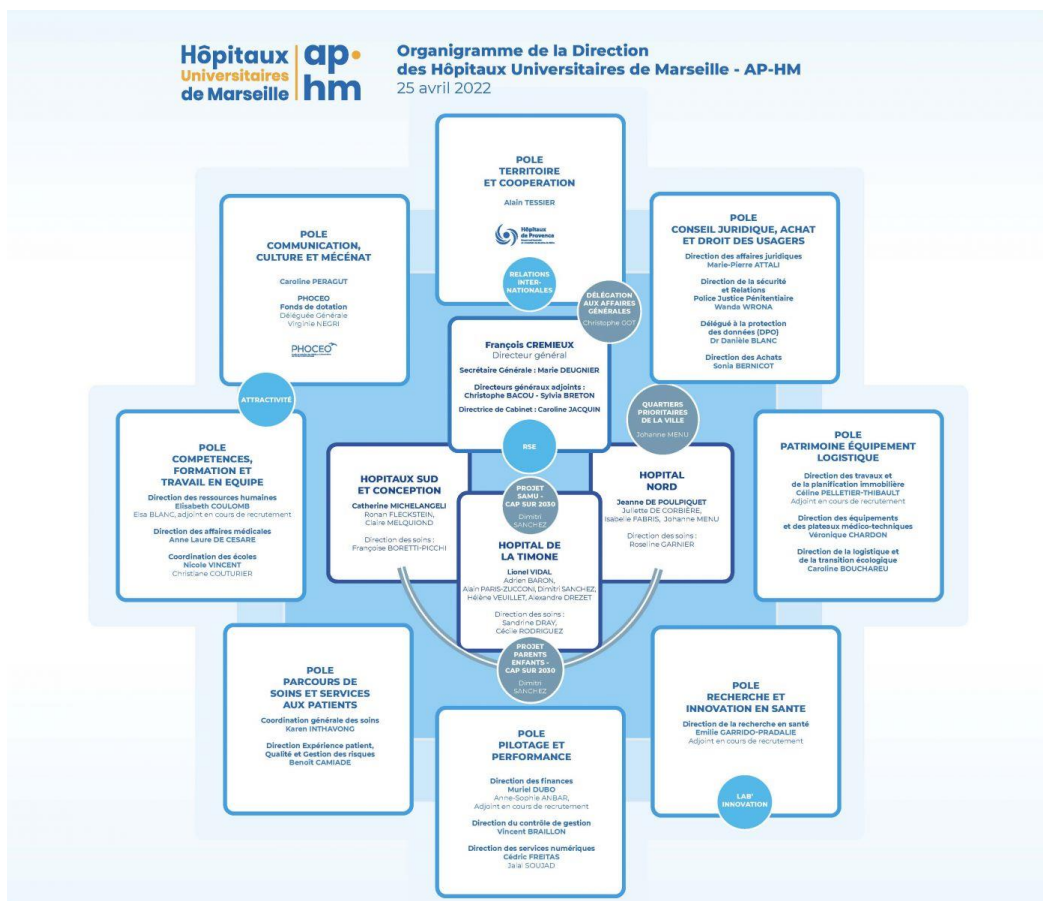 Hôpitaux
Universitaires
de Marseille
ap·
hm
Organigramme de la Direction
des Hôpitaux Universitaires de Marseille - AP-HM
25 avril 2022
POLE
TERRITOIRE
ET COOPERATION
Alain TESSIER
Hôpitaux
de Provence
RELATIONS
INTER-
NATIONALES
DÉLÉGATION
AUX AFFAIRES
GÉNÉRALES
Christophe GOT
POLE
COMMUNICATION,
CULTURE ET MÉCÉNAT
Caroline PERAGUT
PHOCEO
Fonds de dotation
Déléguée Générale
Virginie NEGRI
PHOCEO
ATTRACTIVITÉ
POLE
CONSEIL JURIDIQUE, ACHAT
ET DROIT DES USAGERS
Direction des affaires juridiques
Marie-Pierre ATTALI
Direction de la sécurité
et Relations
Police Justice Pénitentiaire
Wanda WRONA
Délégué à la protection
des données (DPO)
Dr Danièle BLANC
Direction des Achats
Sonia BERNICOT
François CREMIEUX
Directeur général
Secrétaire Générale : Marie DEUGNIER
Directeurs généraux adjoints :
Christophe BACOU - Sylvia BRETON
Directrice de Cabinet : Caroline JACQUIN
RSE
QUARTIERS
PRIORITAIRES
DE LA VILLE
Johanne MENU
POLE
COMPETENCES,
FORMATION ET
TRAVAIL EN EQUIPE
Direction des ressources humaines
Elisabeth COULOMB
Elsa BLANC, adjoint en cours de recrutement
Direction des affaires médicales
Anne Laure DE CESARE
Coordination des écoles
Nicole VINCENT
Christiane COUTURIER
HOPITAUX SUD
ET CONCEPTION
Catherine MICHELANGELI
Ronan FLECKSTEIN,
Claire MELQUIOND
Direction des soins :
Françoise BORETTI-PICCHI
PROJET
SAMU -
CAP SUR 2030
Dimitri
SANCHEZ
HOPITAL DE
LA TIMONE
Lionel VIDAL
Adrien BARON,
Alain PARIS-ZUCCONI, Dimitri SANCHEZ,
Hélène VEUILLET, Alexandre DREZET
Direction des soins :
Sandrine DRAY,
Cécile RODRIGUEZ
HOPITAL
NORD
Jeanne DE POULPIQUET
Juliette DE CORBIÈRE,
Isabelle FABRIS, Johanne MENU
Direction des soins :
Roseline GARNIER
POLE
PATRIMOINE ÉQUIPEMENT
LOGISTIQUE
Direction des travaux et
de la planification immobilière
Céline PELLETIER-THIBAULT
Adjoint en cours de recrutement
Direction des équipements
et des plateaux médico-techniques
Véronique CHARDON
Direction de la logistique et
de la transition écologique
Caroline BOUCHAREU
PROJET
PARENTS
ENFANTS -
CAP SUR 2030
Dimitri
SANCHEZ
POLE
PARCOURS DE
SOINS ET SERVICES
AUX PATIENTS
Coordination générale des soins
Karen INTHAVONG
Direction Expérience patient,
Qualité et Gestion des risques
Benoît CAMIADE
POLE
PILOTAGE ET
PERFORMANCE
Direction des finances
Muriel DUBO
Anne-Sophie ANBAR,
Adjoint en cours de recrutement
Direction du contrôle de gestion
Vincent BRAILLON
Direction des services numériques
Cédric FREITAS
Jalal SOUJAD
POLE
RECHERCHE ET
INNOVATION EN SANTE
Direction de la recherche en santé
Emilie GARRIDO-PRADALIE
Adjoint en cours de recrutement
LAB'
INNOVATION